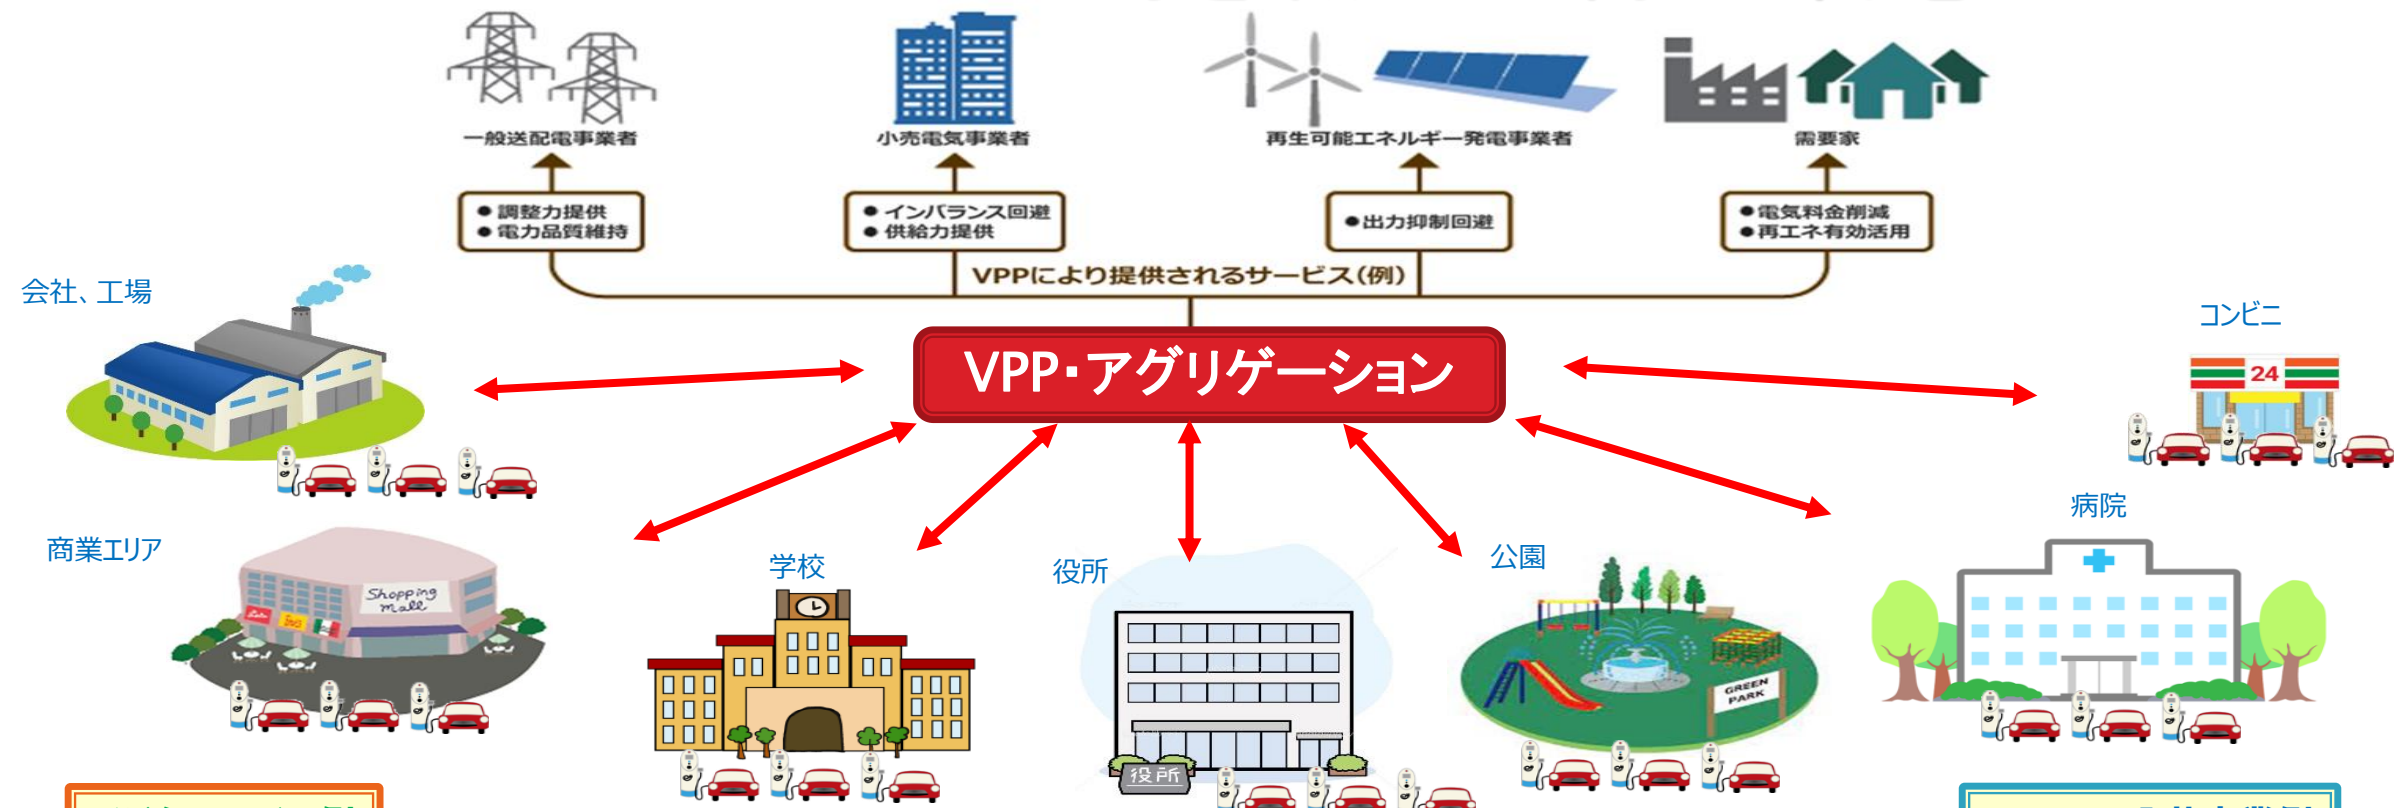 一般送配電事業者
小売電気事業者
再生可能エネルギー発電事業者
需要家
●調整力提供
●電力品質維持
●インバランス回避
●供給力提供
●出力抑制回避
●電気料金削減
●再エネ有効活用
VPPにより提供されるサービス(例)
会社、工場
コンビニ
VPP・アグリゲーション
24
病院
商業エリア
Shopping
mall
学校
役所
公園
GREEN
PARK
役所